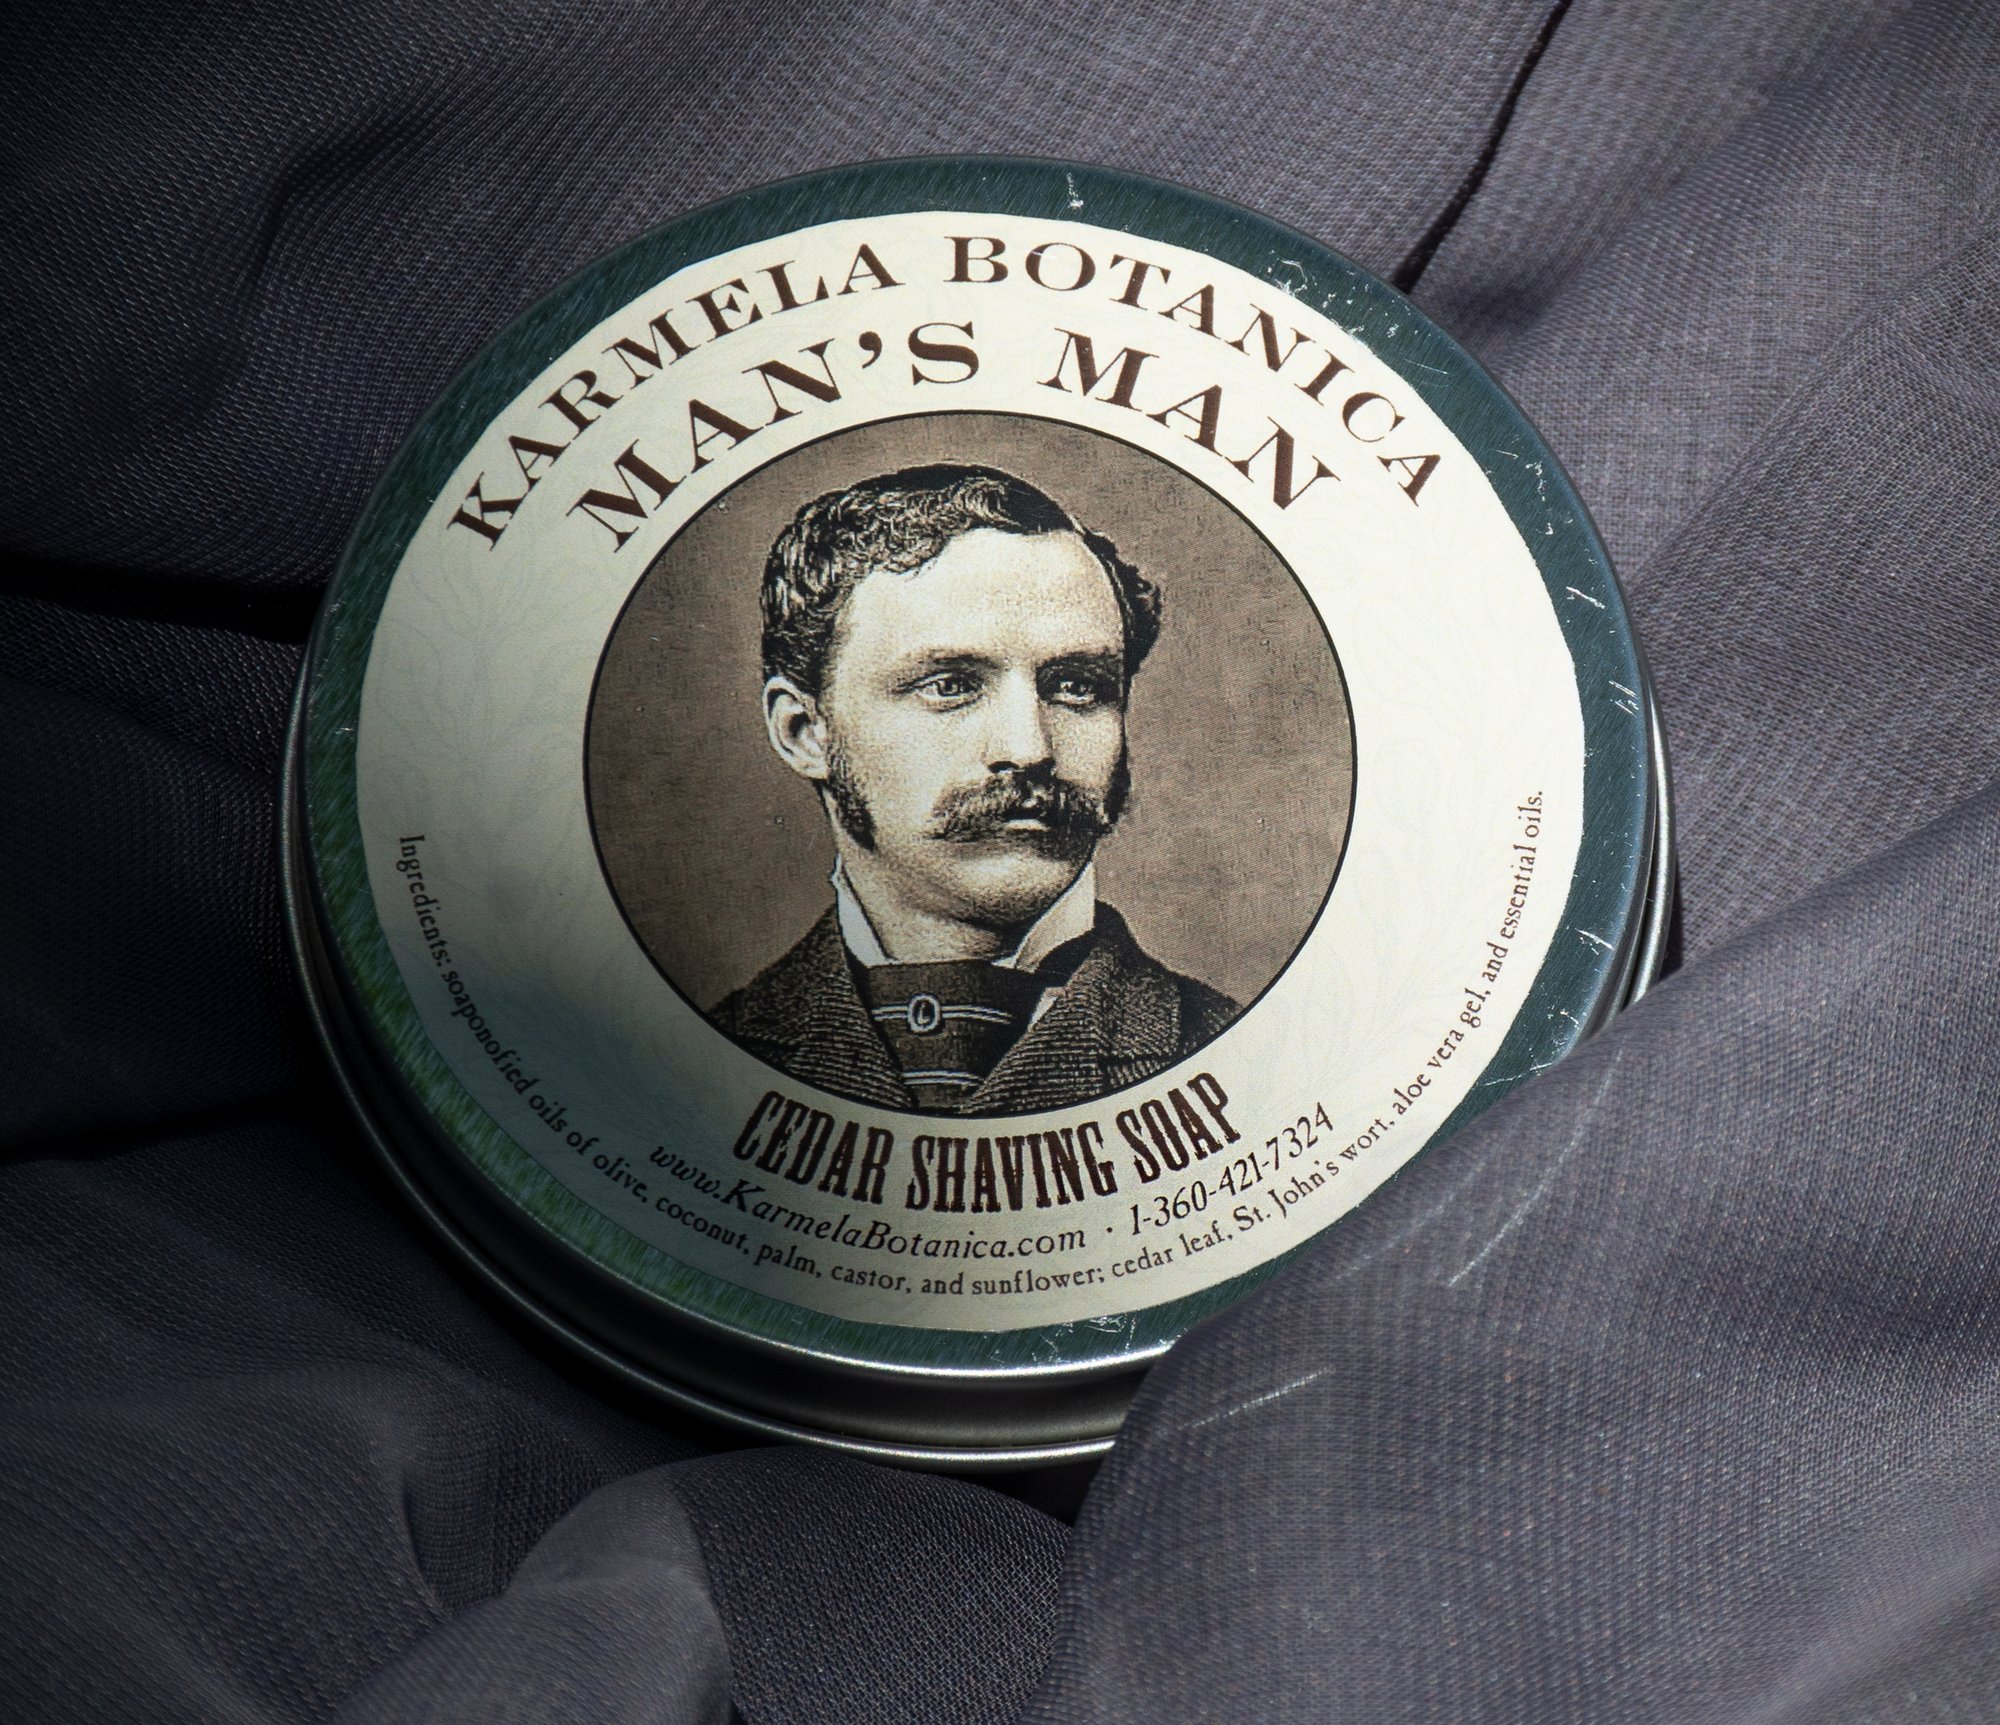 KARMELA BOTANICA
MAN'S MAN
L
CEDAR SHAVING SOAP
www.KarmelaBotanica.com · 1-360-421-7324
Ingredients: soaponofied oils of olive, coconut, palm, castor, and sunflower; cedar leaf, St. John's wort, aloe vera gel, and essential oils.